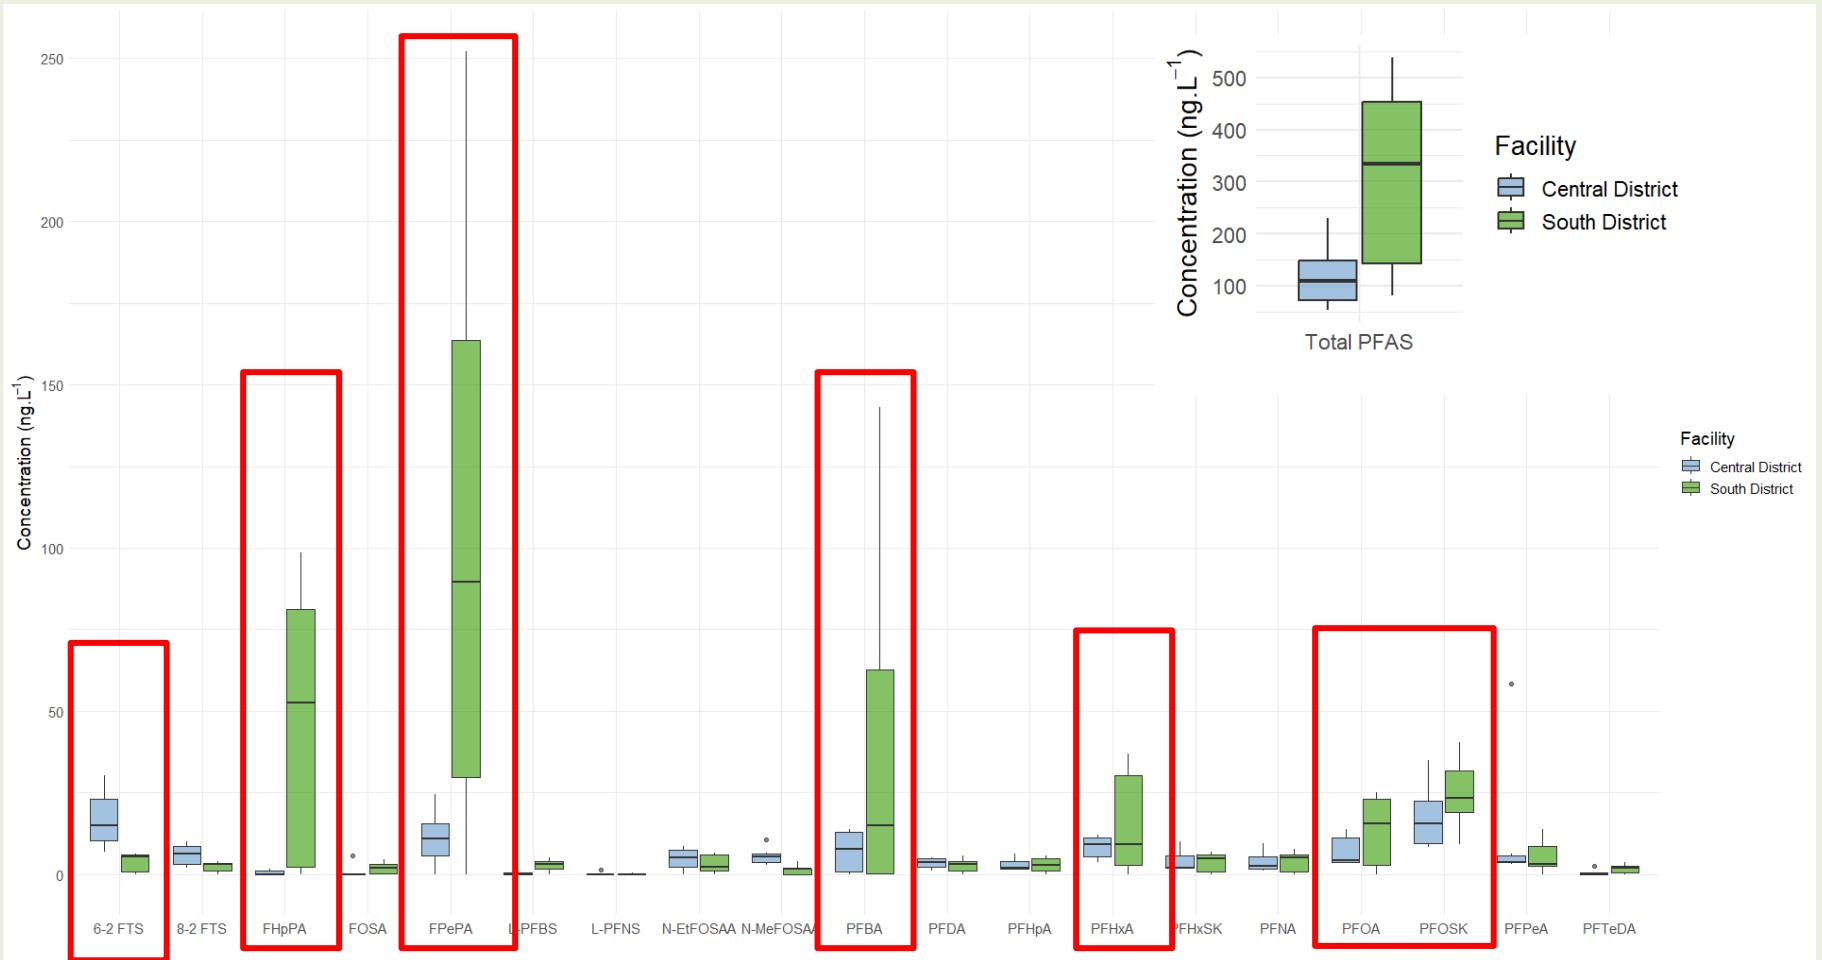 250
200
150
100
50
0
Concentration (ng.L⁻¹)
6-2 FTS
8-2 FTS
FHpPA
FOSA
FPePA
L-PFBS
L-PFNS
N-EtFOSAA
N-MeFOSAA
PFBA
PFDA
PFHpA
PFHxA
PFHxSK
PFNA
PFOA
PFOSK
PFPeA
PFTeDA
Concentration (ng.L⁻¹)
500
400
300
200
100
Total PFAS
Facility
Central District
South District
Facility
Central District
South District